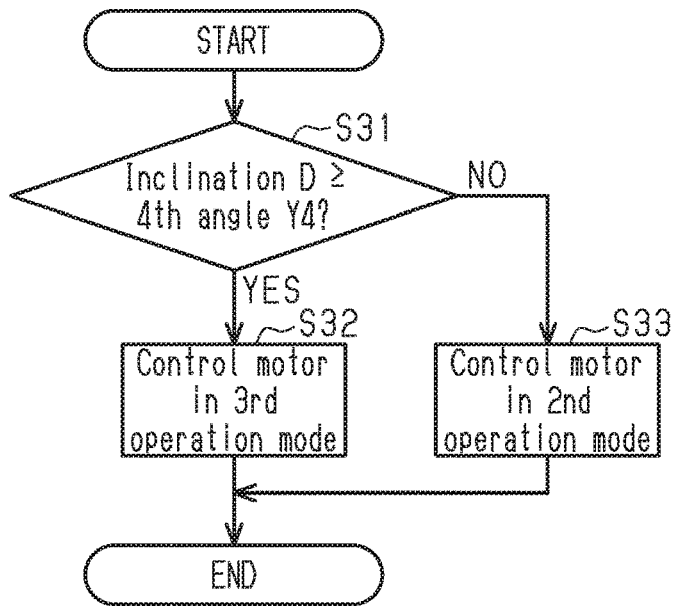 START
S31
Inclination D ≥
4th angle Y4?
NO
YES
S32
Control motor
in 3rd
operation mode
S33
Control motor
in 2nd
operation mode
END